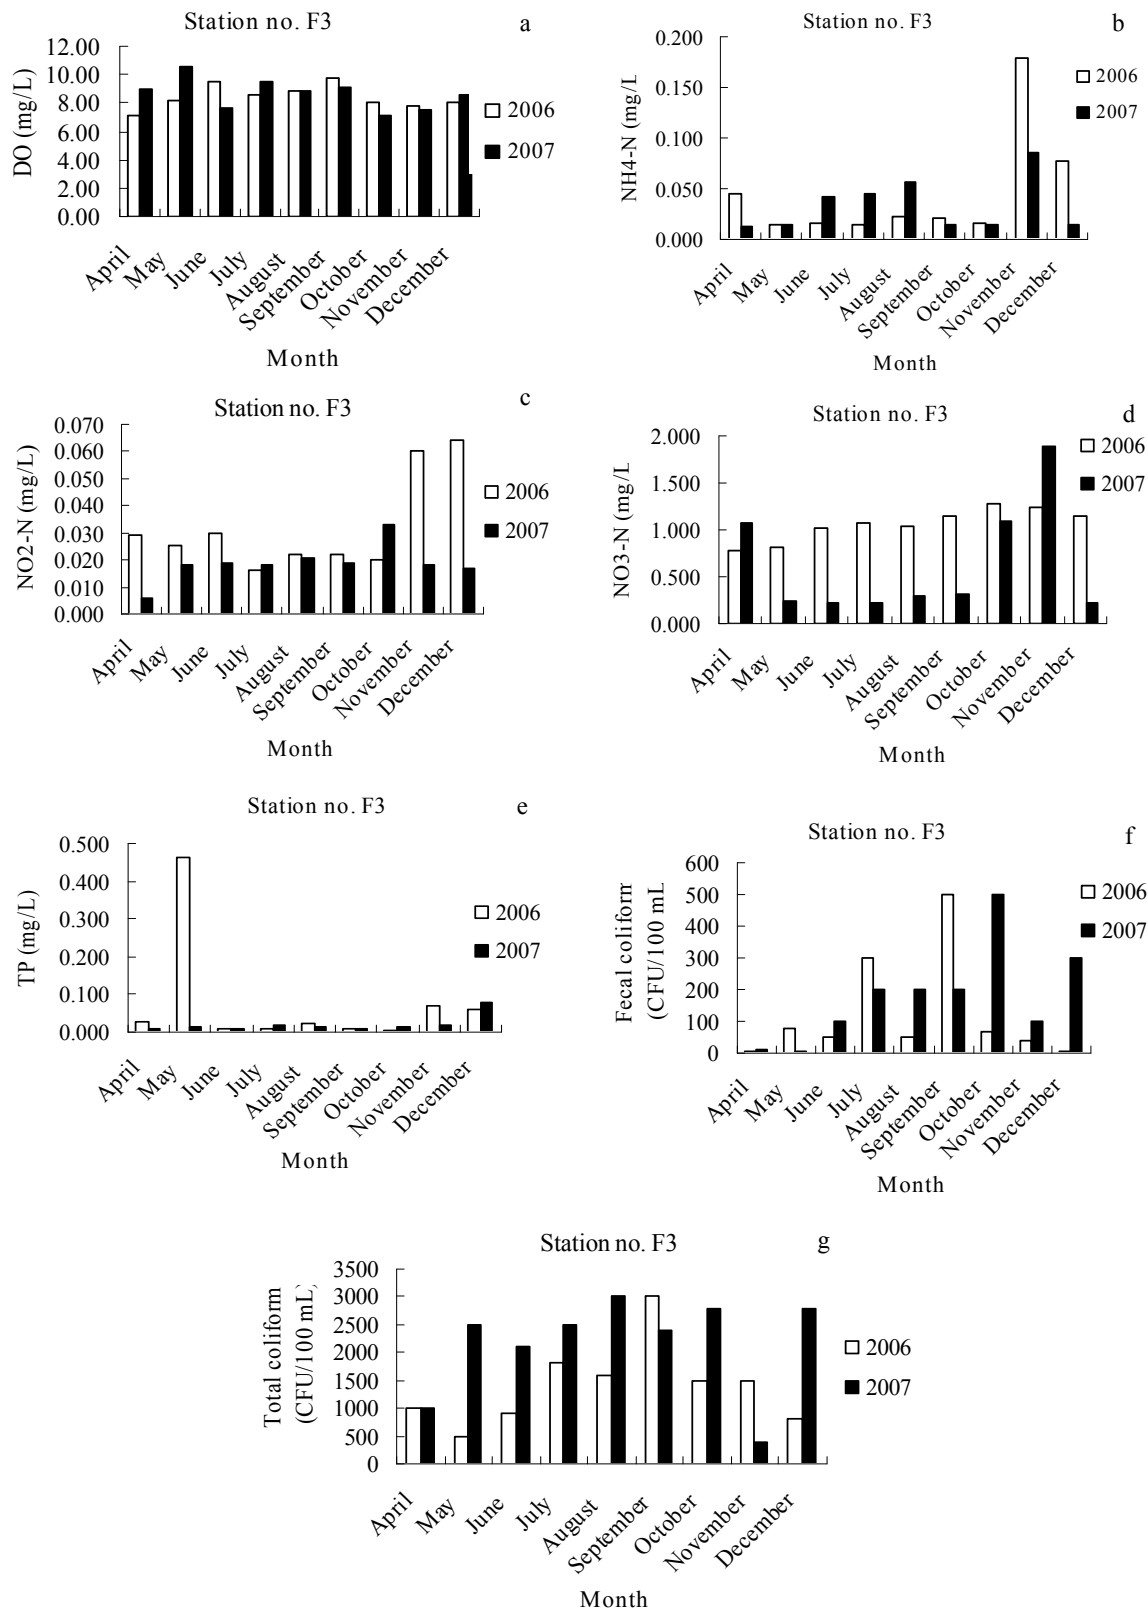 Station no. F3
a
DO (mg/L)
12.00
10.00
8.00
6.00
4.00
2.00
0.00
2006
2007
April
May
June
July
August
September
October
November
December
Month
Station no. F3
b
NH4-N (mg/L
0.200
0.150
0.100
0.050
0.000
2006
2007
April
May
June
July
August
September
October
November
December
Month
Station no. F3
c
NO2-N (mg/L)
0.070
0.060
0.050
0.040
0.030
0.020
0.010
0.000
2006
2007
April
May
June
July
August
September
October
November
December
Month
Station no. F3
d
NO3-N (mg/L
2.000
1.500
1.000
0.500
0.000
2006
2007
April
May
June
July
August
September
October
November
December
Month
Station no. F3
e
TP (mg/L)
0.500
0.400
0.300
0.200
0.100
0.000
2006
2007
April
May
June
July
August
September
October
November
December
Month
Station no. F3
f
Fecal coliform
(CFU/100 mL
600
500
400
300
200
100
0
2006
2007
April
May
June
July
August
September
October
November
December
Month
Station no. F3
g
Total coliform
(CFU/100 mL)
3500
3000
2500
2000
1500
1000
500
0
2006
2007
April
May
June
July
August
September
October
November
December
Month